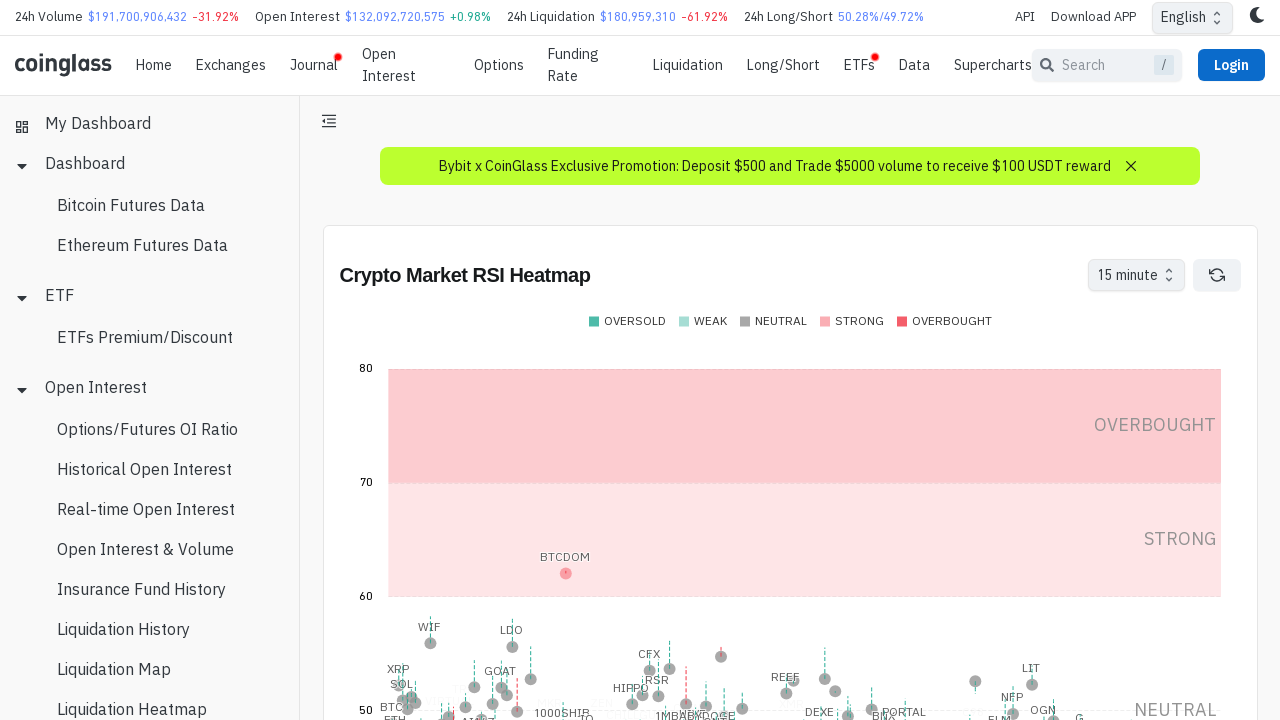 24h Volume $191,700,906,432 -31.92% Open Interest $132,092,720,575 +0.98% 24h Liquidation $180,959,310 -61.92% 24h Long/Short 50.28%/49.72% API Download APP English
coinglass Home Exchanges Journal Open Interest Options Funding Rate Liquidation Long/Short ETFs Data Supercharts Search / Login
My Dashboard
Dashboard
Bitcoin Futures Data
Ethereum Futures Data
ETF
ETFs Premium/Discount
Open Interest
Options/Futures OI Ratio
Historical Open Interest
Real-time Open Interest
Open Interest & Volume
Insurance Fund History
Liquidation History
Liquidation Map
Liquidation Heatmap
Bybit x CoinGlass Exclusive Promotion: Deposit $500 and Trade $5000 volume to receive $100 USDT reward
Crypto Market RSI Heatmap
15 minute
OVERSOLD WEAK NEUTRAL STRONG OVERBOUGHT
80
OVERBOUGHT
70
STRONG
BTCDOM
60
WIF LDO
CFX
XRP GOAT LIT
RSR REEF
SOL HIPPO
NFP
50 1000SHIB DEXE PORTAL OGN NEUTRAL